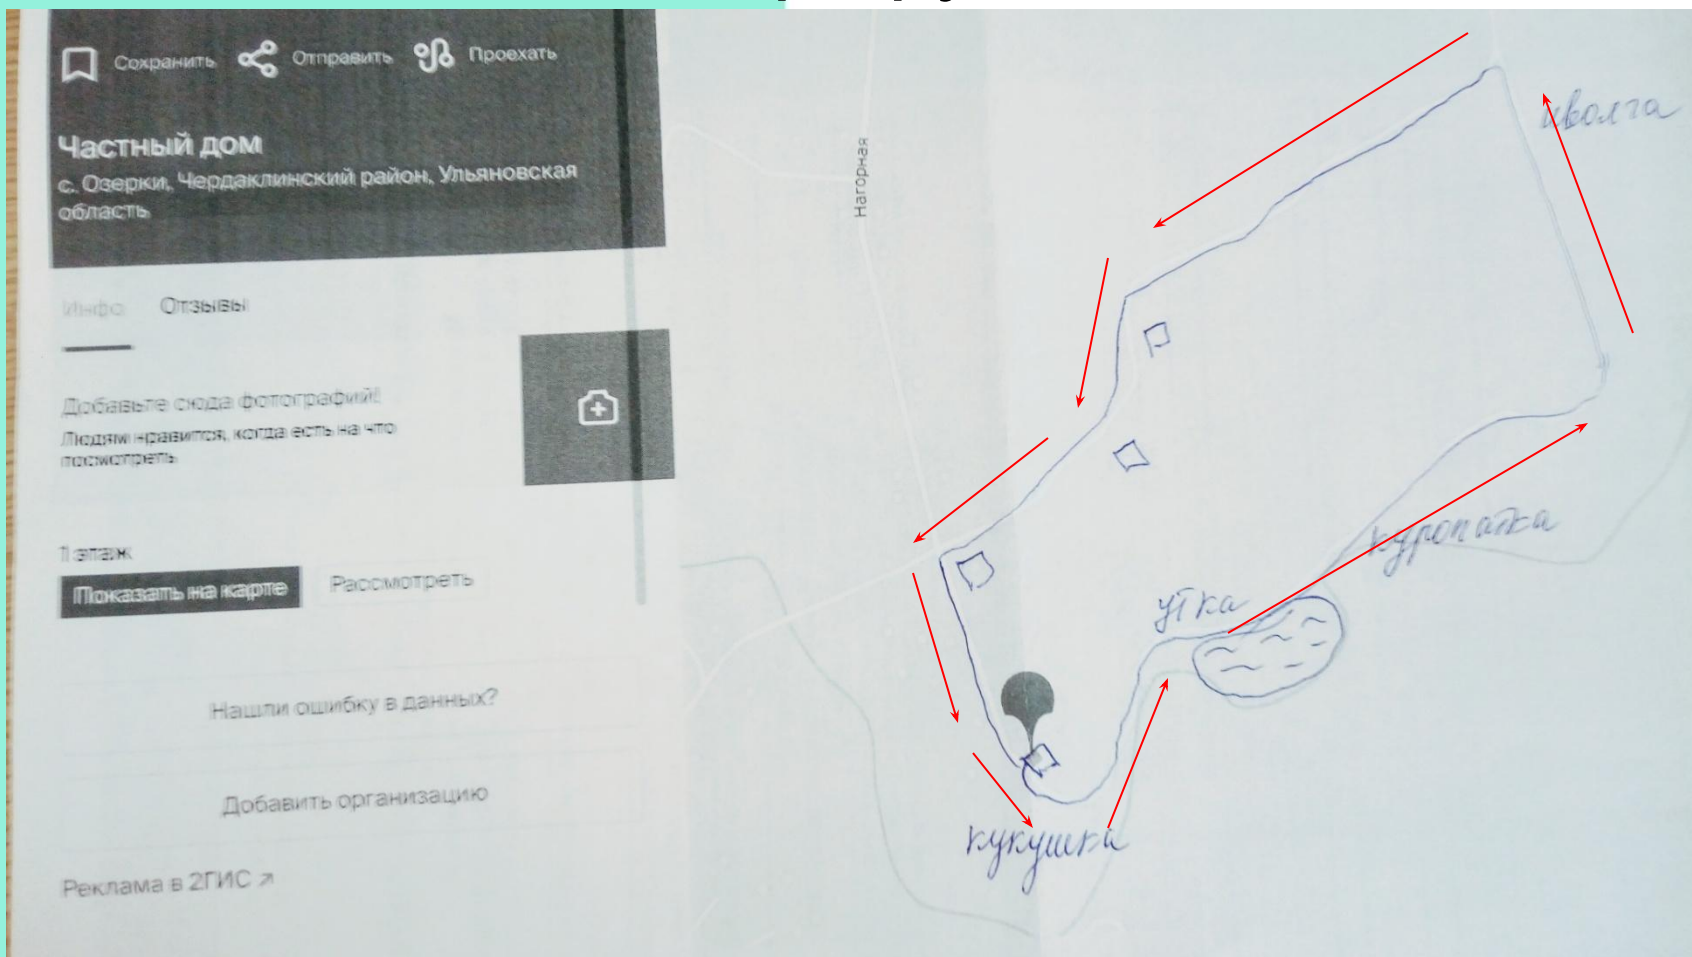 Сохранить Отправить Проехать
Частный дом
с. Озерки, Чердаклинский район, Ульяновская
область
Инфо Отзывы
Добавьте сюда фотографий!
Людям нравится, когда есть на что
посмотреть
1 этаж
Показать на карте Рассмотреть
Нашли ошибку в данных?
Добавить организацию
Реклама в 2ГИС ↗
Нагорная
иволга
куропатка
утка
кукушка